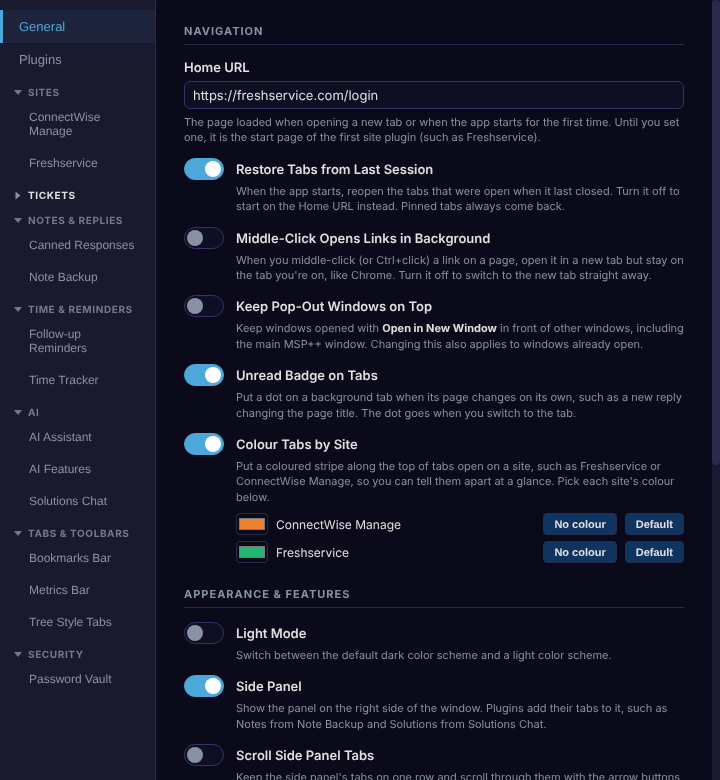 General
Plugins
SITES
ConnectWise
Manage
Freshservice
TICKETS
NOTES & REPLIES
Canned Responses
Note Backup
TIME & REMINDERS
Follow-up
Reminders
Time Tracker
AI
AI Assistant
AI Features
Solutions Chat
TABS & TOOLBARS
Bookmarks Bar
Metrics Bar
Tree Style Tabs
SECURITY
Password Vault
NAVIGATION
Home URL
https://freshservice.com/login
The page loaded when opening a new tab or when the app starts for the first time. Until you set
one, it is the start page of the first site plugin (such as Freshservice).
Restore Tabs from Last Session
When the app starts, reopen the tabs that were open when it last closed. Turn it off to
start on the Home URL instead. Pinned tabs always come back.
Middle-Click Opens Links in Background
When you middle-click (or Ctrl+click) a link on a page, open it in a new tab but stay on
the tab you're on, like Chrome. Turn it off to switch to the new tab straight away.
Keep Pop-Out Windows on Top
Keep windows opened with Open in New Window in front of other windows, including
the main MSP++ window. Changing this also applies to windows already open.
Unread Badge on Tabs
Put a dot on a background tab when its page changes on its own, such as a new reply
changing the page title. The dot goes when you switch to the tab.
Colour Tabs by Site
Put a coloured stripe along the top of tabs open on a site, such as Freshservice or
ConnectWise Manage, so you can tell them apart at a glance. Pick each site's colour
below.
ConnectWise Manage No colour Default
Freshservice No colour Default
APPEARANCE & FEATURES
Light Mode
Switch between the default dark color scheme and a light color scheme.
Side Panel
Show the panel on the right side of the window. Plugins add their tabs to it, such as
Notes from Note Backup and Solutions from Solutions Chat.
Scroll Side Panel Tabs
Keep the side panel's tabs on one row and scroll through them with the arrow buttons